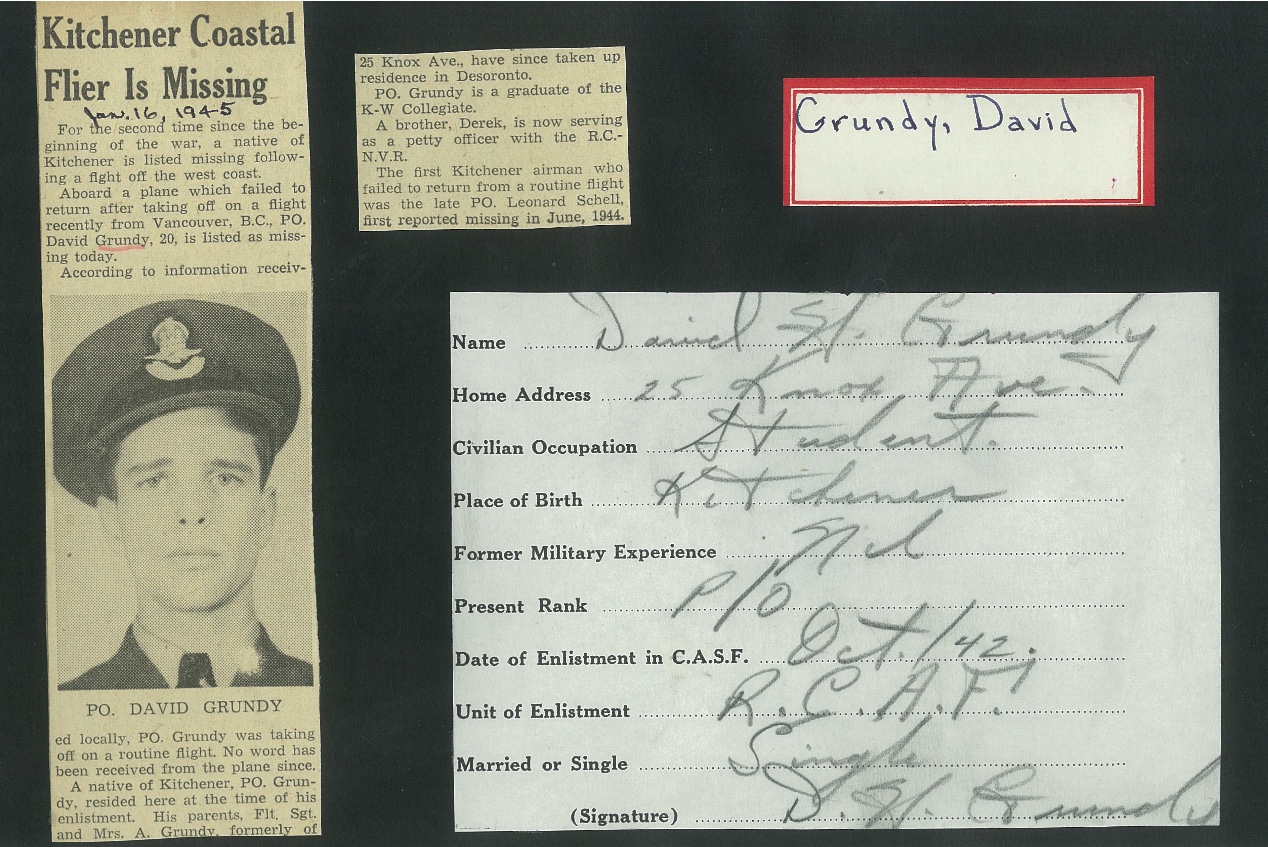 Kitchener Coastal
Flier Is Missing
Jan. 16, 1945
For the second time since the be-
ginning of the war, a native of
Kitchener is listed missing follow-
ing a flght off the west coast.
Aboard a plane which failed to
return after taking off on a flight
recently from Vancouver, B.C., PO.
David Grundy, 20, is listed as miss-
ing today.
According to information receiv-
PO. DAVID GRUNDY
ed locally, PO. Grundy was taking
off on a routine flight. No word has
been received from the plane since.
A native of Kitchener, PO. Grun-
dy, resided here at the time of his
enlistment. His parents, Flt. Sgt.
and Mrs. A. Grundy, formerly of
25 Knox Ave., have since taken up
residence in Desoronto.
PO. Grundy is a graduate of the
K-W Collegiate.
A brother, Derek, is now serving
as a petty officer with the R.C.-
N.V.R.
The first Kitchener airman who
failed to return from a routine flight
was the late PO. Leonard Schell,
first reported missing in June, 1944.
Grundy, David
Name David H. Grundy
Home Address 25 Knox Ave.
Civilian Occupation Student.
Place of Birth Kitchener
Former Military Experience Nil
Present Rank P/O
Date of Enlistment in C.A.S.F. Oct./42.
Unit of Enlistment R.C.A.F.
Married or Single Single
(Signature) D. H. Grundy